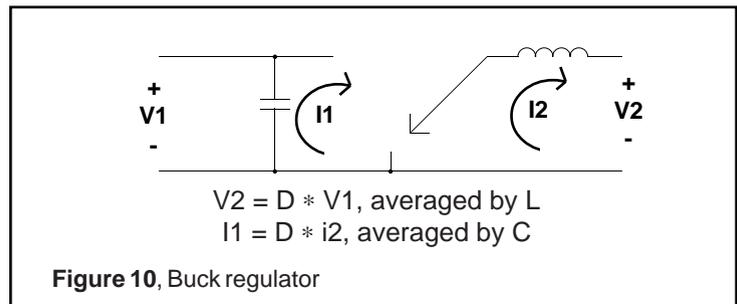 +
V1
-
I1
I2
+
V2
-
V2 = D * V1, averaged by L
I1 = D * i2, averaged by C
Figure 10, Buck regulator